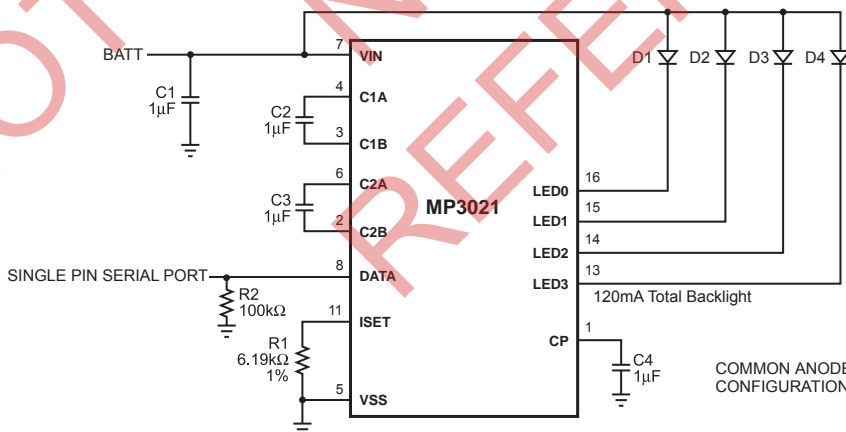 NOT
REFE
BATT
7
VIN
D1
D2
D3
D4
C1
1µF
4
C1A
C2
1µF
3
C1B
6
C2A
C3
1µF
2
C2B
MP3021
16
LED0
15
LED1
14
LED2
13
LED3
120mA Total Backlight
SINGLE PIN SERIAL PORT
8
DATA
R2
100kΩ
11
ISET
R1
6.19kΩ
1%
1
CP
C4
1µF
5
VSS
COMMON ANODE
CONFIGURATION